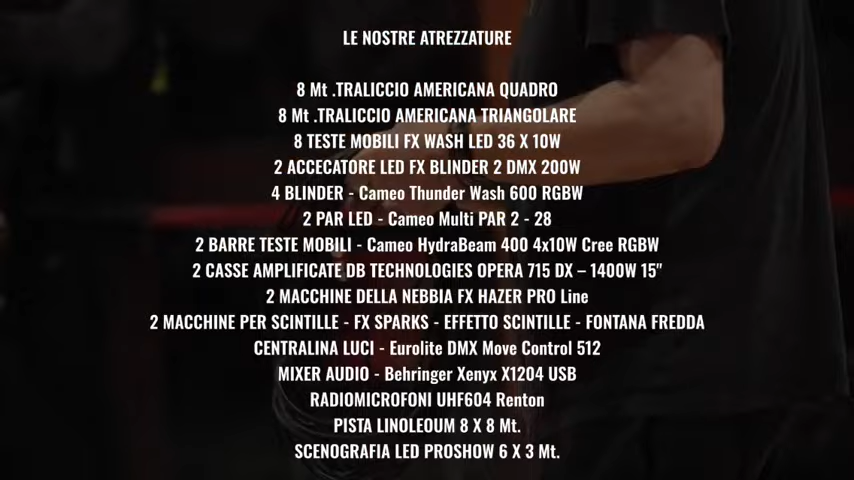 LE NOSTRE ATREZZATURE
8 Mt .TRALICCIO AMERICANA QUADRO
8 Mt .TRALICCIO AMERICANA TRIANGOLARE
8 TESTE MOBILI FX WASH LED 36 X 10W
2 ACCECATORE LED FX BLINDER 2 DMX 200W
4 BLINDER - Cameo Thunder Wash 600 RGBW
2 PAR LED - Cameo Multi PAR 2 - 28
2 BARRE TESTE MOBILI - Cameo HydraBeam 400 4x10W Cree RGBW
2 CASSE AMPLIFICATE DB TECHNOLOGIES OPERA 715 DX – 1400W 15"
2 MACCHINE DELLA NEBBIA FX HAZER PRO Line
2 MACCHINE PER SCINTILLE - FX SPARKS - EFFETTO SCINTILLE - FONTANA FREDDA
CENTRALINA LUCI - Eurolite DMX Move Control 512
MIXER AUDIO - Behringer Xenyx X1204 USB
RADIOMICROFONI UHF604 Renton
PISTA LINOLEOUM 8 X 8 Mt.
SCENOGRAFIA LED PROSHOW 6 X 3 Mt.